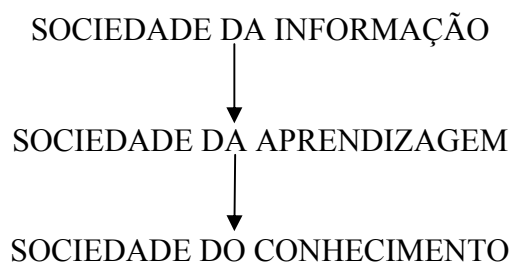 SOCIEDADE DA INFORMAÇÃO
SOCIEDADE DA APRENDIZAGEM
SOCIEDADE DO CONHECIMENTO